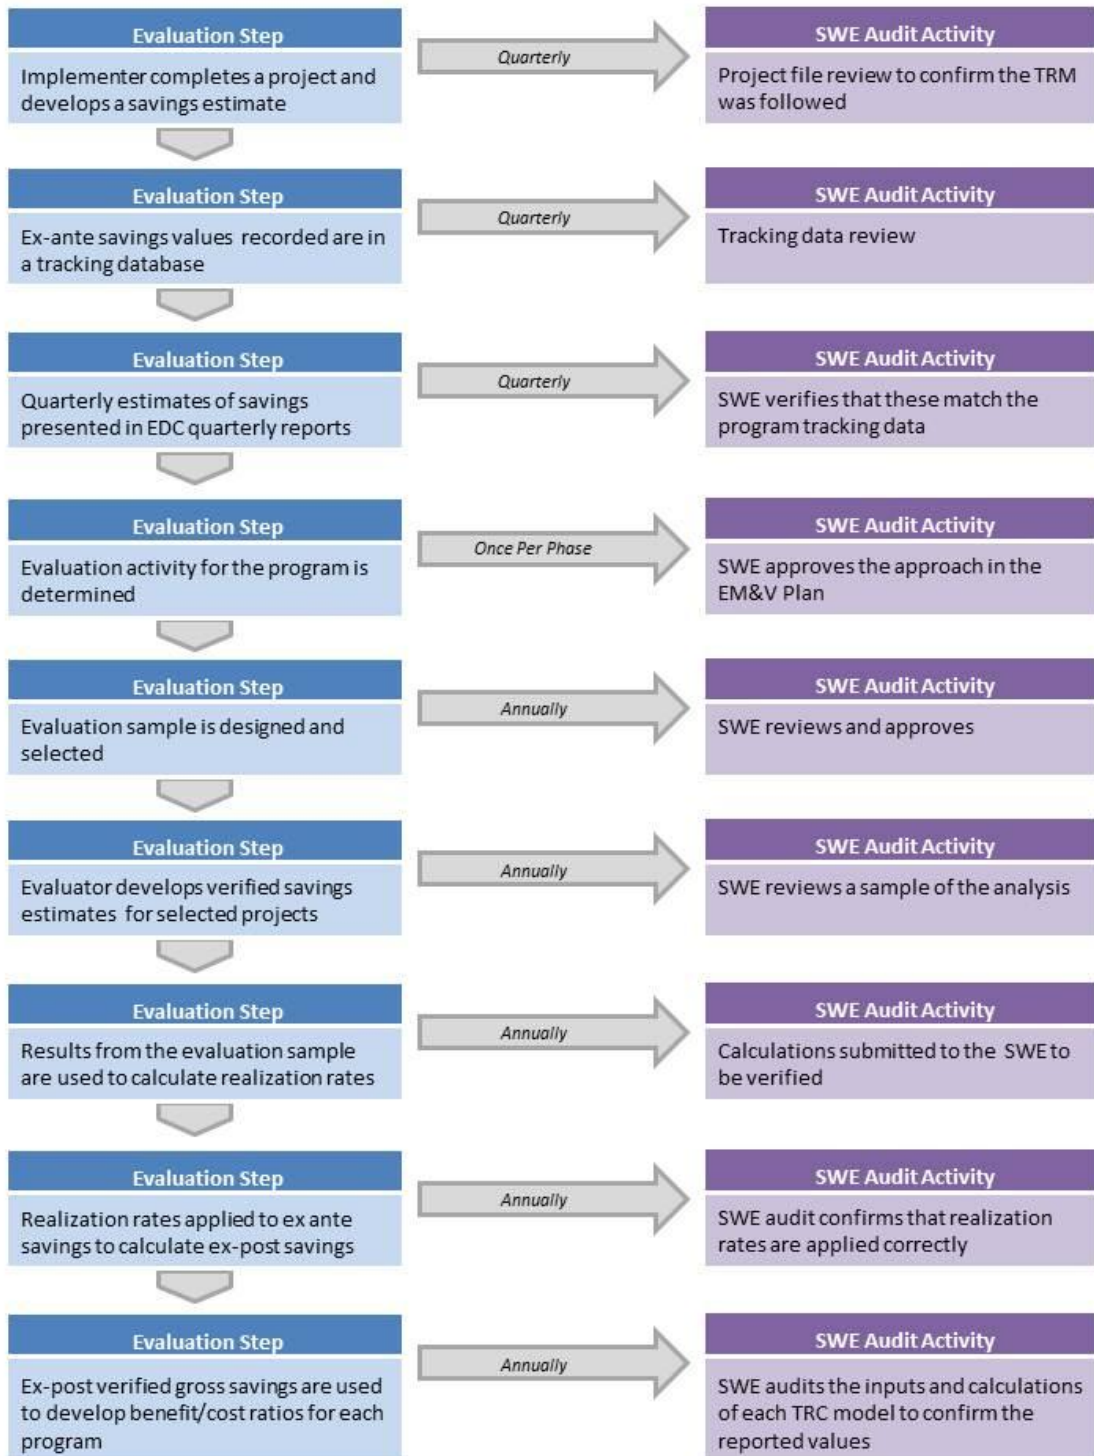 Evaluation Step
Implementer completes a project and
develops a savings estimate
Quarterly
SWE Audit Activity
Project file review to confirm the TRM
was followed
Evaluation Step
Ex-ante savings values recorded are in
a tracking database
Quarterly
SWE Audit Activity
Tracking data review
Evaluation Step
Quarterly estimates of savings
presented in EDC quarterly reports
Quarterly
SWE Audit Activity
SWE verifies that these match the
program tracking data
Evaluation Step
Evaluation activity for the program is
determined
Once Per Phase
SWE Audit Activity
SWE approves the approach in the
EM&V Plan
Evaluation Step
Evaluation sample is designed and
selected
Annually
SWE Audit Activity
SWE reviews and approves
Evaluation Step
Evaluator develops verified savings
estimates for selected projects
Annually
SWE Audit Activity
SWE reviews a sample of the analysis
Evaluation Step
Results from the evaluation sample
are used to calculate realization rates
Annually
SWE Audit Activity
Calculations submitted to the SWE to
be verified
Evaluation Step
Realization rates applied to ex ante
savings to calculate ex-post savings
Annually
SWE Audit Activity
SWE audit confirms that realization
rates are applied correctly
Evaluation Step
Ex-post verified gross savings are used
to develop benefit/cost ratios for each
program
Annually
SWE Audit Activity
SWE audits the inputs and calculations
of each TRC model to confirm the
reported values